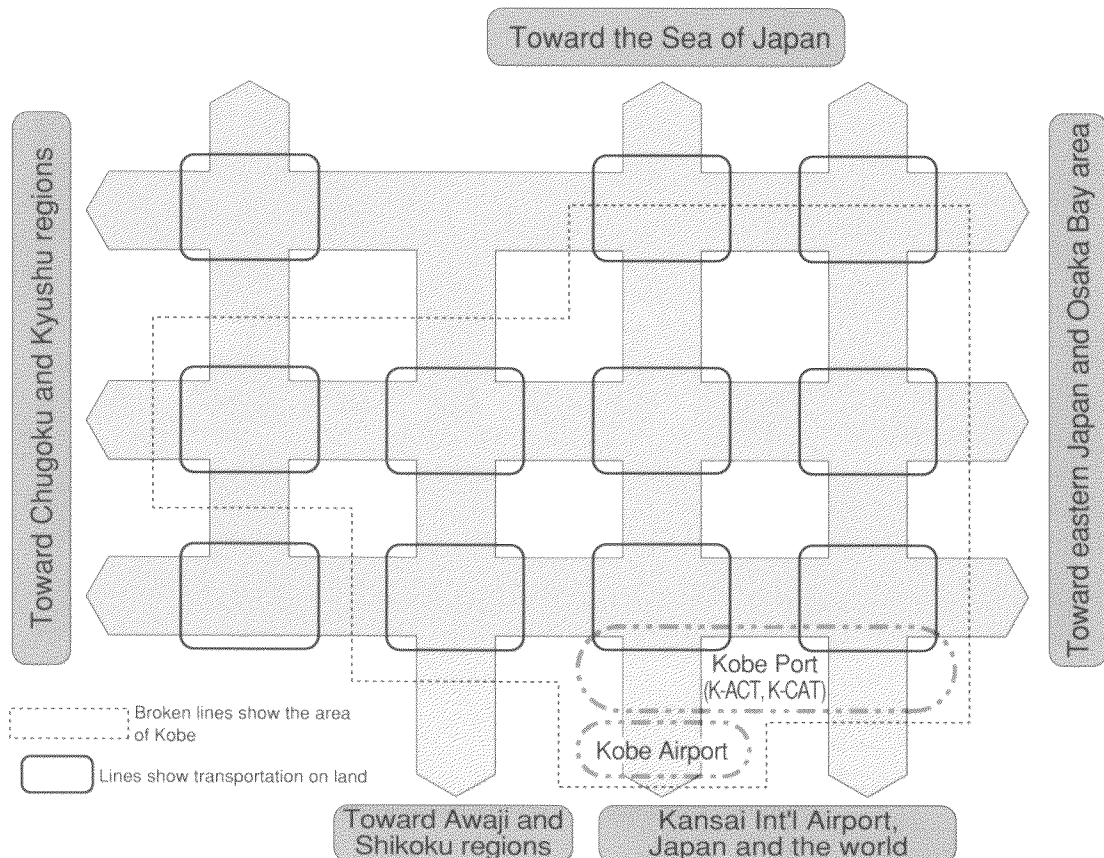 Toward the Sea of Japan
Toward Chugoku and Kyushu regions
Toward eastern Japan and Osaka Bay area
Kobe Port
(K-ACT, K-CAT)
Kobe Airport
Broken lines show the area
of Kobe
Lines show transportation on land
Toward Awaji and
Shikoku regions
Kansai Int'l Airport,
Japan and the world